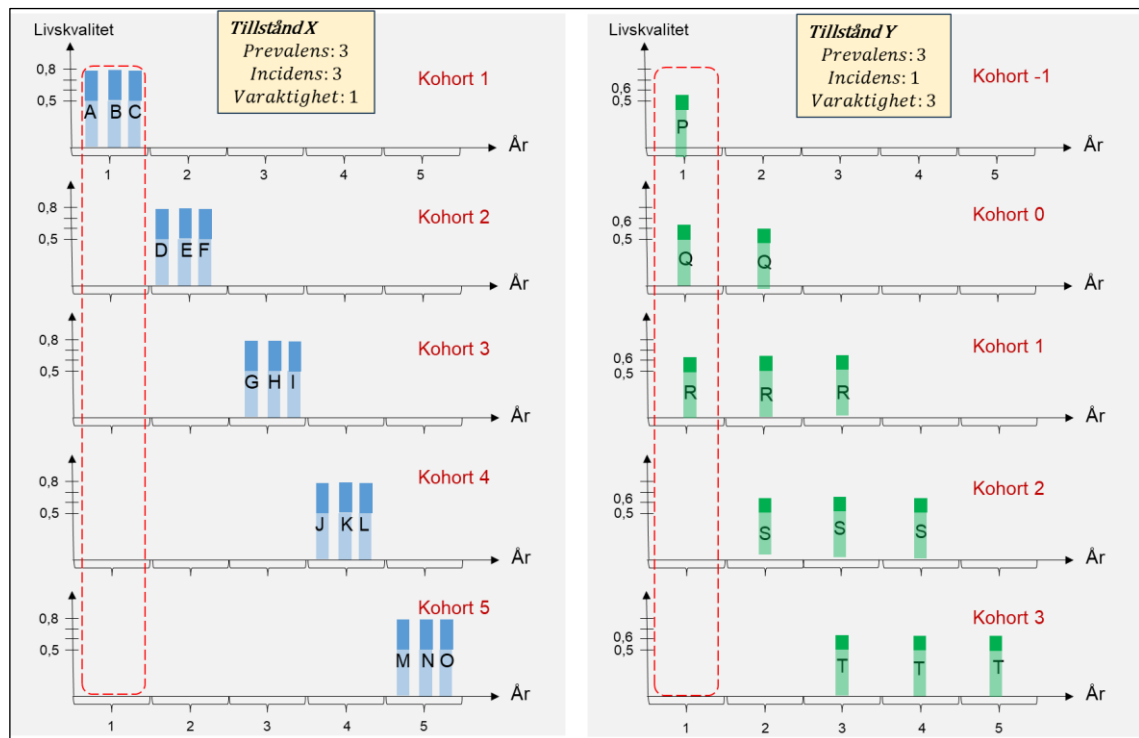 Livskvalitet
Tillstånd X
Prevalens: 3
Incidens: 3
Varaktighet: 1
Kohort 1
0,8
0,5
A B C
År
1 2 3 4 5
Kohort 2
0,8
0,5
D E F
År
Kohort 3
0,8
0,5
G H I
År
Kohort 4
0,8
0,5
J K L
År
Kohort 5
0,8
0,5
M N O
År
1 2 3 4 5
Livskvalitet
Tillstånd Y
Prevalens: 3
Incidens: 1
Varaktighet: 3
Kohort -1
0,8
0,6
0,5
P
År
1 2 3 4 5
Kohort 0
0,6
0,5
Q Q
År
Kohort 1
0,6
0,5
R R R
År
Kohort 2
0,6
0,5
S S S
År
Kohort 3
0,6
0,5
T T T
År
1 2 3 4 5